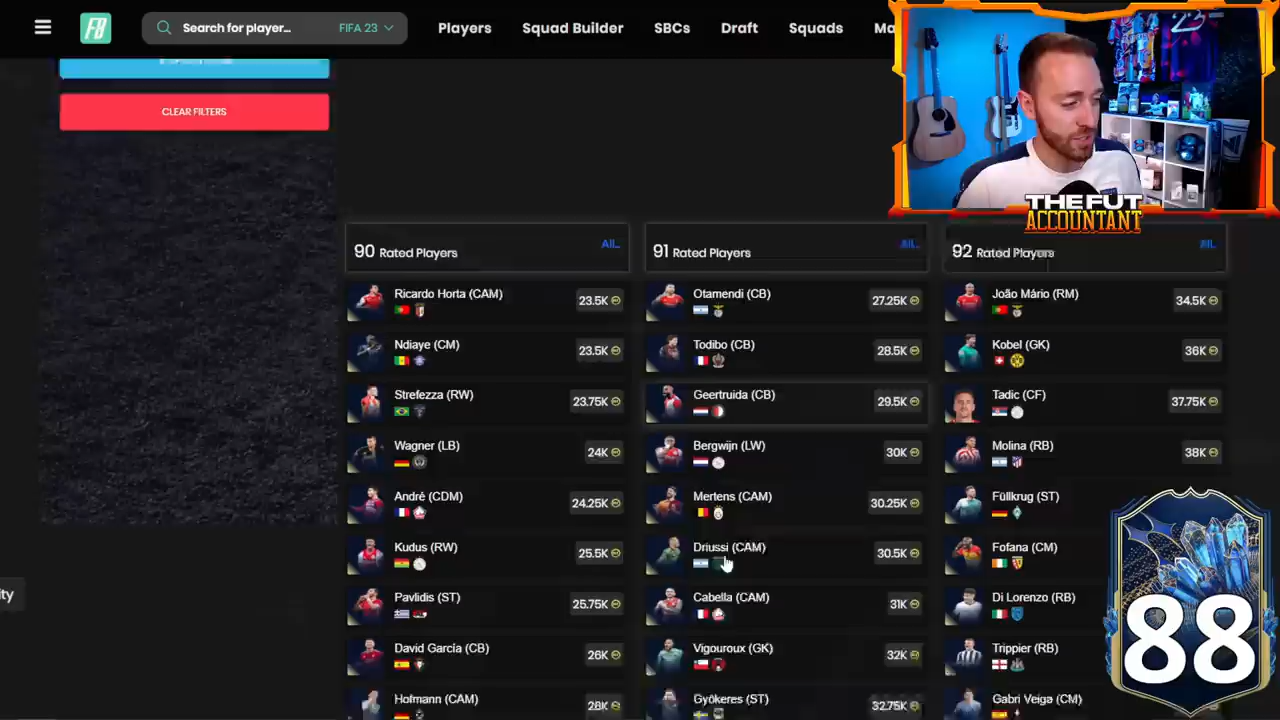 FB
Search for player...
FIFA 23
Players
Squad Builder
SBCs
Draft
Squads
Ma
CLEAR FILTERS
THE FUT
ACCOUNTANT
90 Rated Players
All..
Ricardo Horta (CAM)
23.5K
Ndiaye (CM)
23.5K
Strefezza (RW)
23.75K
Wagner (LB)
24K
André (CDM)
24.25K
Kudus (RW)
25.5K
Pavlidis (ST)
25.75K
David García (CB)
26K
Hofmann (CAM)
28K
91 Rated Players
All..
Otamendi (CB)
27.25K
Todibo (CB)
28.5K
Geertruida (CB)
29.5K
Bergwijn (LW)
30K
Mertens (CAM)
30.25K
Driussi (CAM)
30.5K
Cabella (CAM)
31K
Vigouroux (GK)
32K
Gyökeres (ST)
32.75K
92 Rated Players
All..
João Mário (RM)
34.5K
Kobel (GK)
36K
Tadic (CF)
37.75K
Molina (RB)
38K
Füllkrug (ST)
Fofana (CM)
Di Lorenzo (RB)
Trippier (RB)
Gabri Veiga (CM)
ity
88